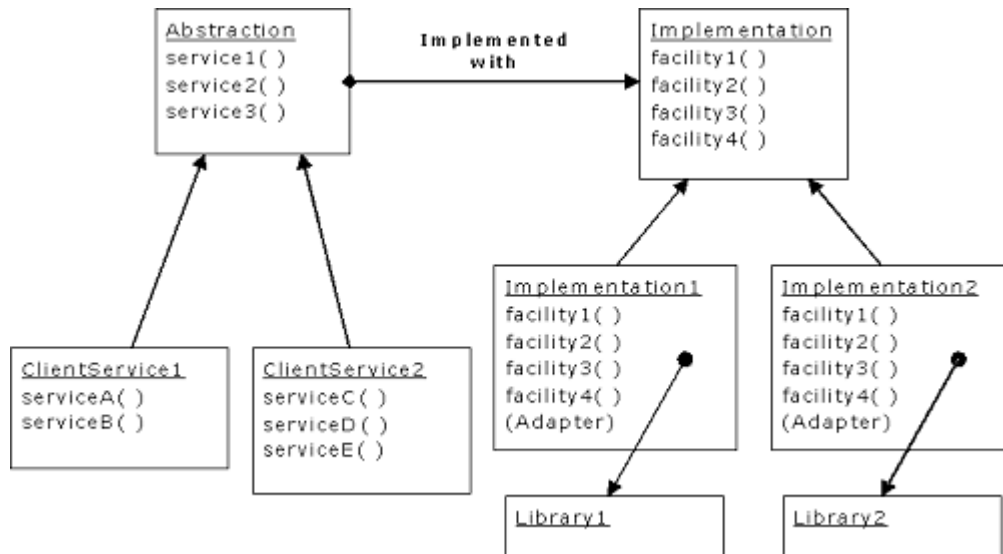 Abstraction
service1( )
service2( )
service3( )
Implemented
with
Implementation
facility1( )
facility2( )
facility3( )
facility4( )
ClientService1
serviceA( )
serviceB( )
ClientService2
serviceC( )
serviceD( )
serviceE( )
Implementation1
facility1( )
facility2( )
facility3( )
facility4( )
(Adapter)
Implementation2
facility1( )
facility2( )
facility3( )
facility4( )
(Adapter)
Library1
Library2